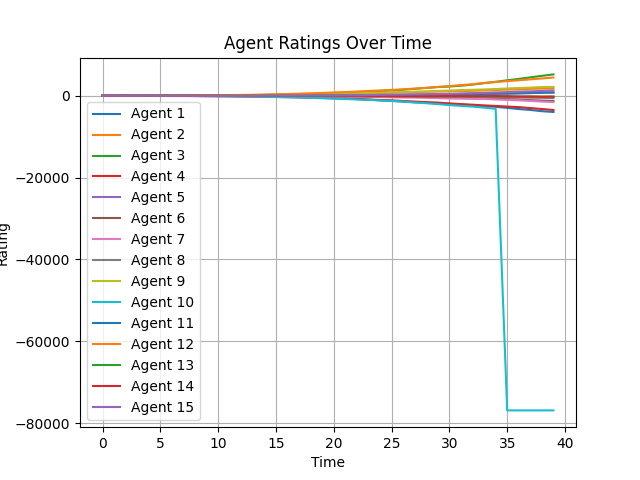 Agent Ratings Over Time
0
−20000
−40000
−60000
−80000
Rating
Agent 1
Agent 2
Agent 3
Agent 4
Agent 5
Agent 6
Agent 7
Agent 8
Agent 9
Agent 10
Agent 11
Agent 12
Agent 13
Agent 14
Agent 15
0 5 10 15 20 25 30 35 40
Time